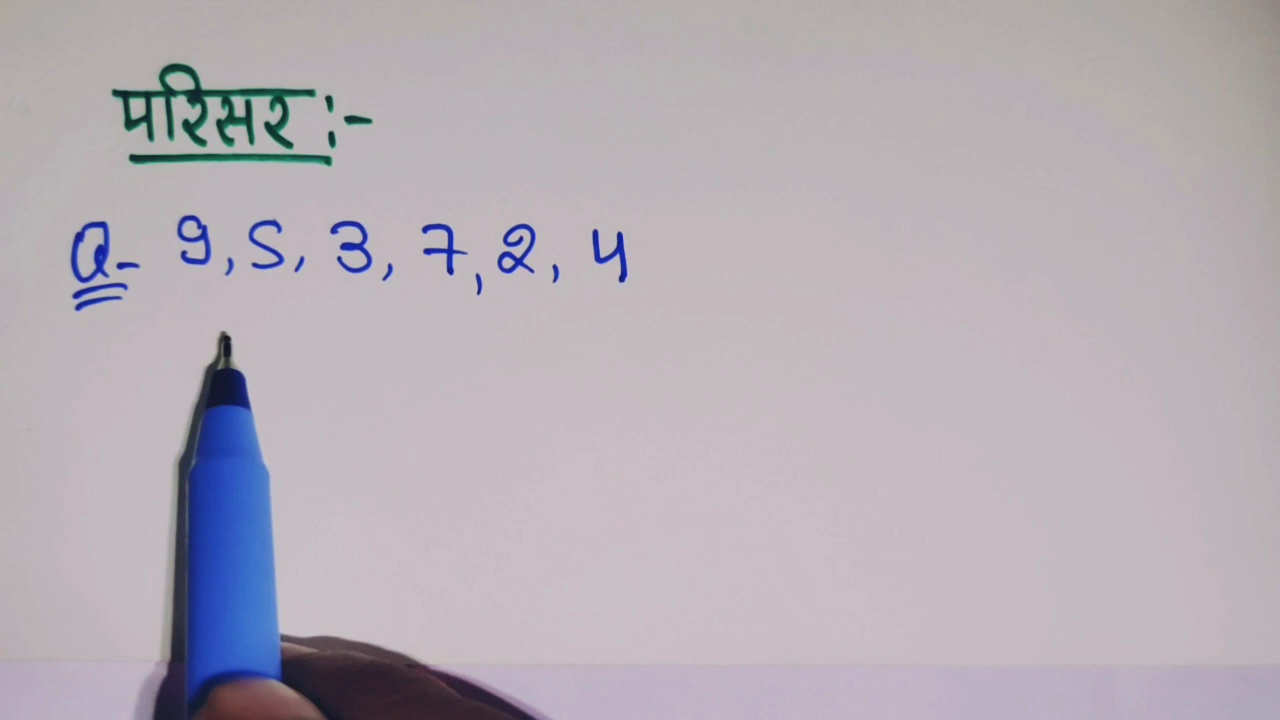 परिसर :-
Q- 9, 5, 3, 7, 2, 4